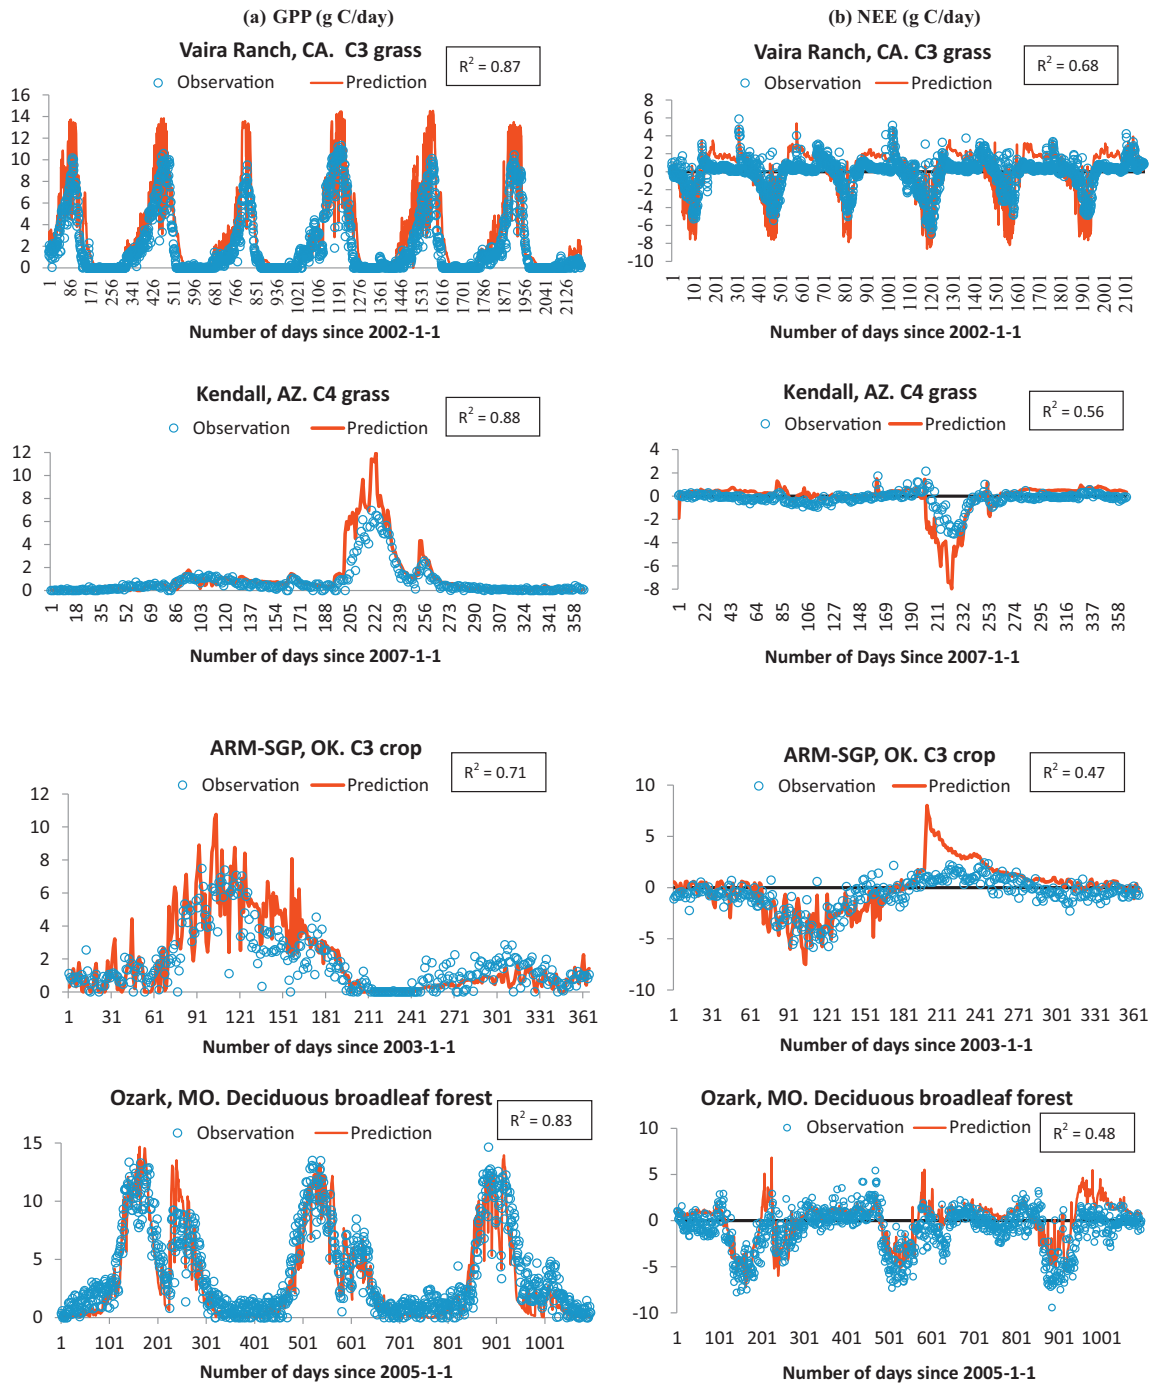 (a) GPP (g C/day)
Vaira Ranch, CA. C3 grass
R² = 0.87
Observation Prediction
16
14
12
10
8
6
4
2
0
1 86 171 256 341 426 511 596 681 766 851 936 1021 1106 1191 1276 1361 1446 1531 1616 1701 1786 1871 1956 2041 2126
Number of days since 2002-1-1
(b) NEE (g C/day)
Vaira Ranch, CA. C3 grass
R² = 0.68
Observation Prediction
8
6
4
2
0
-2
-4
-6
-8
-10
1 101 201 301 401 501 601 701 801 901 1001 1101 1201 1301 1401 1501 1601 1701 1801 1901 2001 2101
Number of days since 2002-1-1
Kendall, AZ. C4 grass
R² = 0.88
Observation Prediction
12
10
8
6
4
2
0
1 18 35 52 69 86 103 120 137 154 171 188 205 222 239 256 273 290 307 324 341 358
Number of days since 2007-1-1
Kendall, AZ. C4 grass
R² = 0.56
Observation Prediction
4
2
0
-2
-4
-6
-8
1 22 43 64 85 106 127 148 169 190 211 232 253 274 295 316 337 358
Number of Days Since 2007-1-1
ARM-SGP, OK. C3 crop
R² = 0.71
Observation Prediction
12
10
8
6
4
2
0
1 31 61 91 121 151 181 211 241 271 301 331 361
Number of days since 2003-1-1
ARM-SGP, OK. C3 crop
R² = 0.47
Observation Prediction
10
5
0
-5
-10
1 31 61 91 121 151 181 211 241 271 301 331 361
Number of days since 2003-1-1
Ozark, MO. Deciduous broadleaf forest
R² = 0.83
Observation Prediction
15
10
5
0
1 101 201 301 401 501 601 701 801 901 1001
Number of days since 2005-1-1
Ozark, MO. Deciduous broadleaf forest
R² = 0.48
Observation Prediction
10
5
0
-5
-10
1 101 201 301 401 501 601 701 801 901 1001
Number of days since 2005-1-1